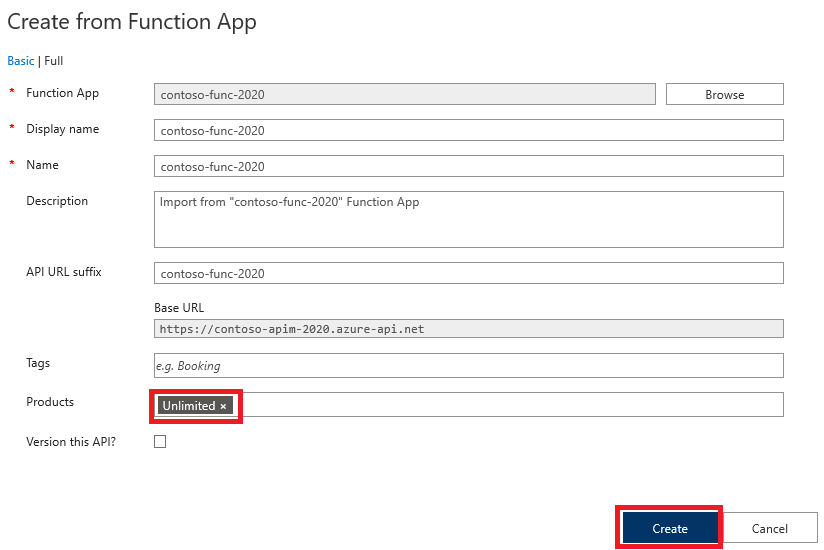 Create from Function App
Basic | Full
* Function App contoso-func-2020 Browse
* Display name contoso-func-2020
* Name contoso-func-2020
Description Import from "contoso-func-2020" Function App
API URL suffix contoso-func-2020
Base URL
https://contoso-apim-2020.azure-api.net
Tags e.g. Booking
Products Unlimited ×
Version this API?
Create Cancel